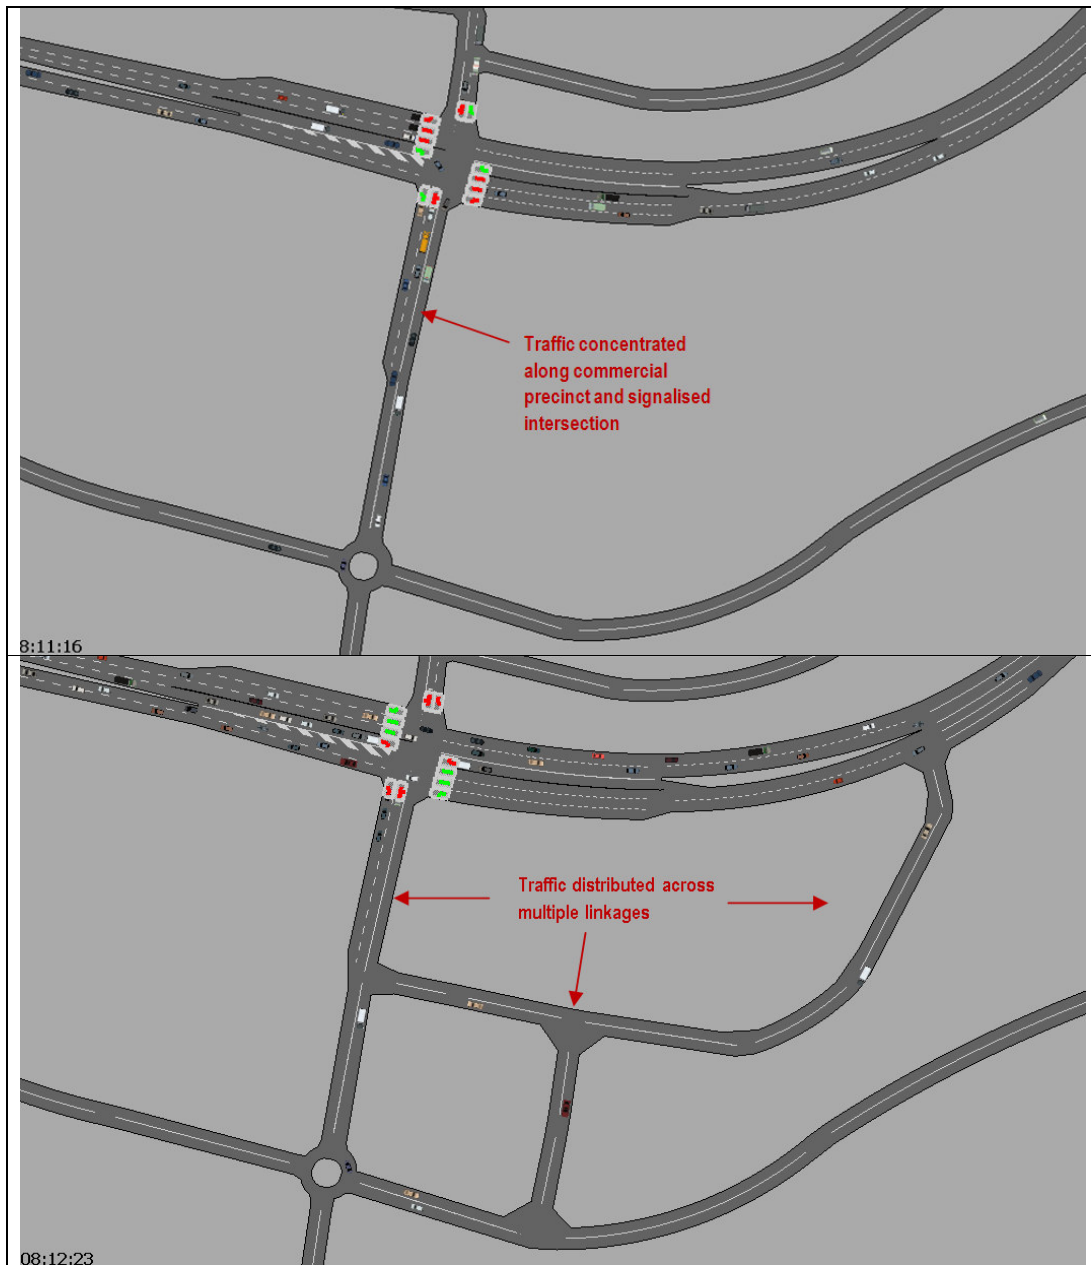 Traffic concentrated
along commercial
precinct and signalised
intersection
8:11:16
Traffic distributed across
multiple linkages
08:12:23